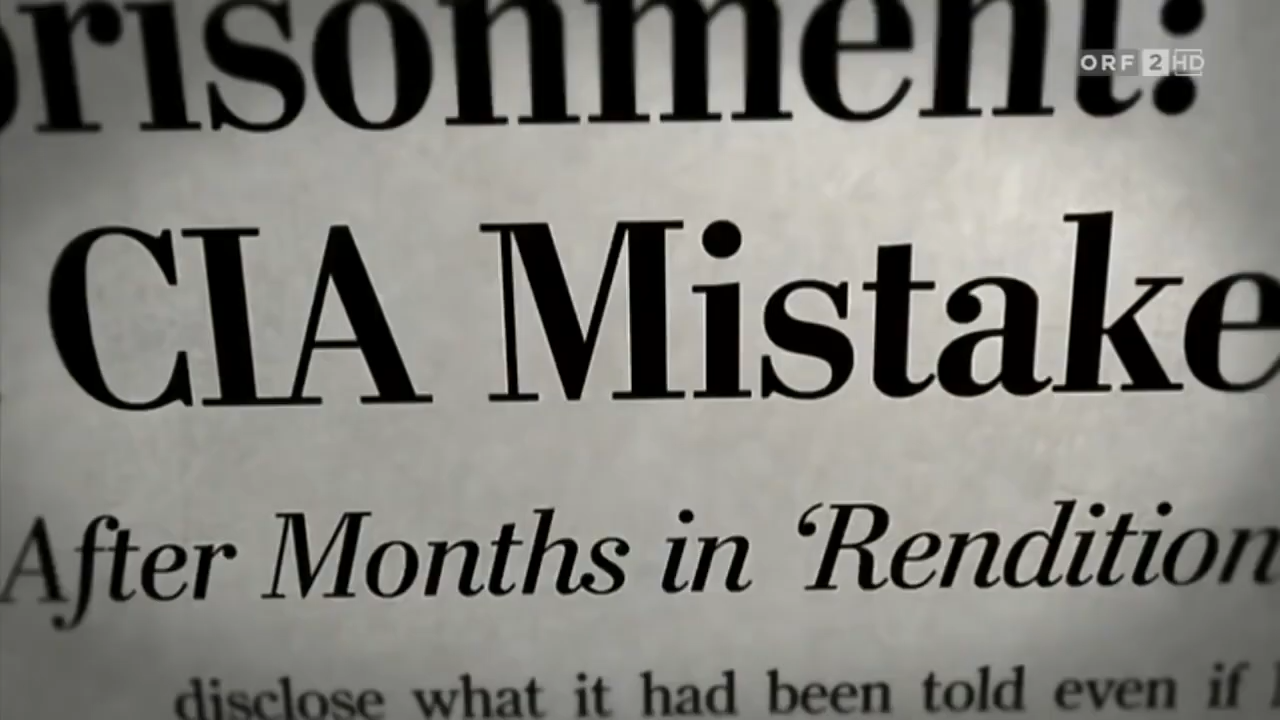 prisonment:
ORF 2 HD
CIA Mistake
After Months in ‘Rendition
disclose what it had been told even if